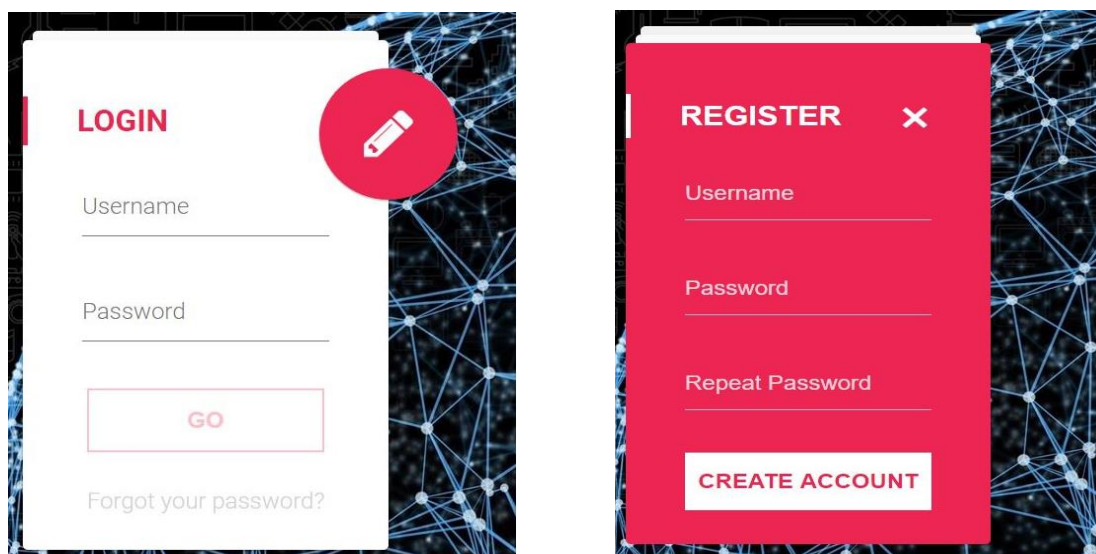 LOGIN
Username
Password
GO
Forgot your password?
REGISTER ×
Username
Password
Repeat Password
CREATE ACCOUNT